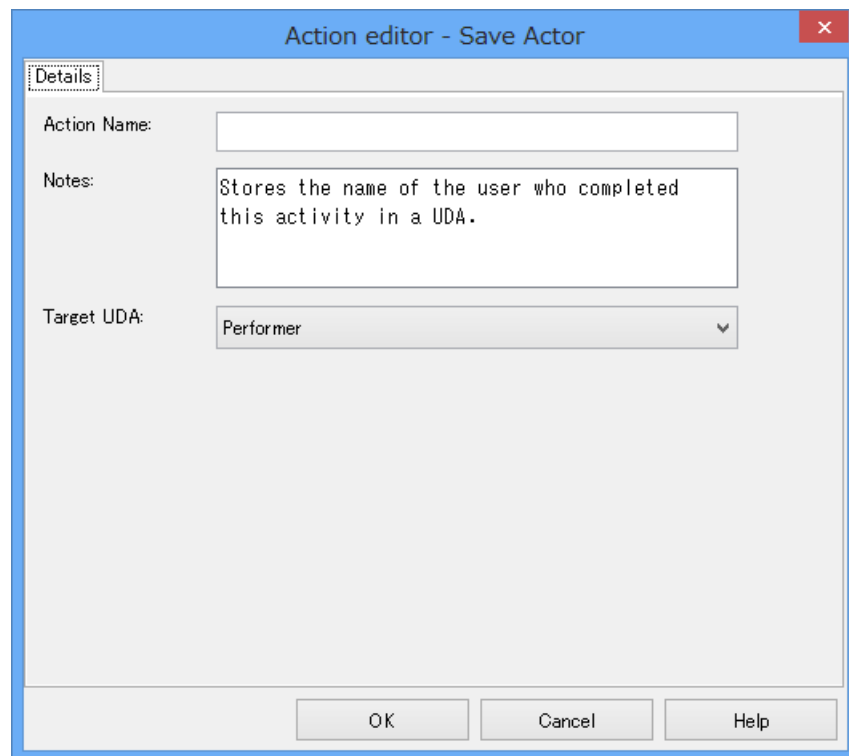 Action editor - Save Actor
Details
Action Name:
Notes:
Stores the name of the user who completed
this activity in a UDA.
Target UDA:
Performer
OK
Cancel
Help